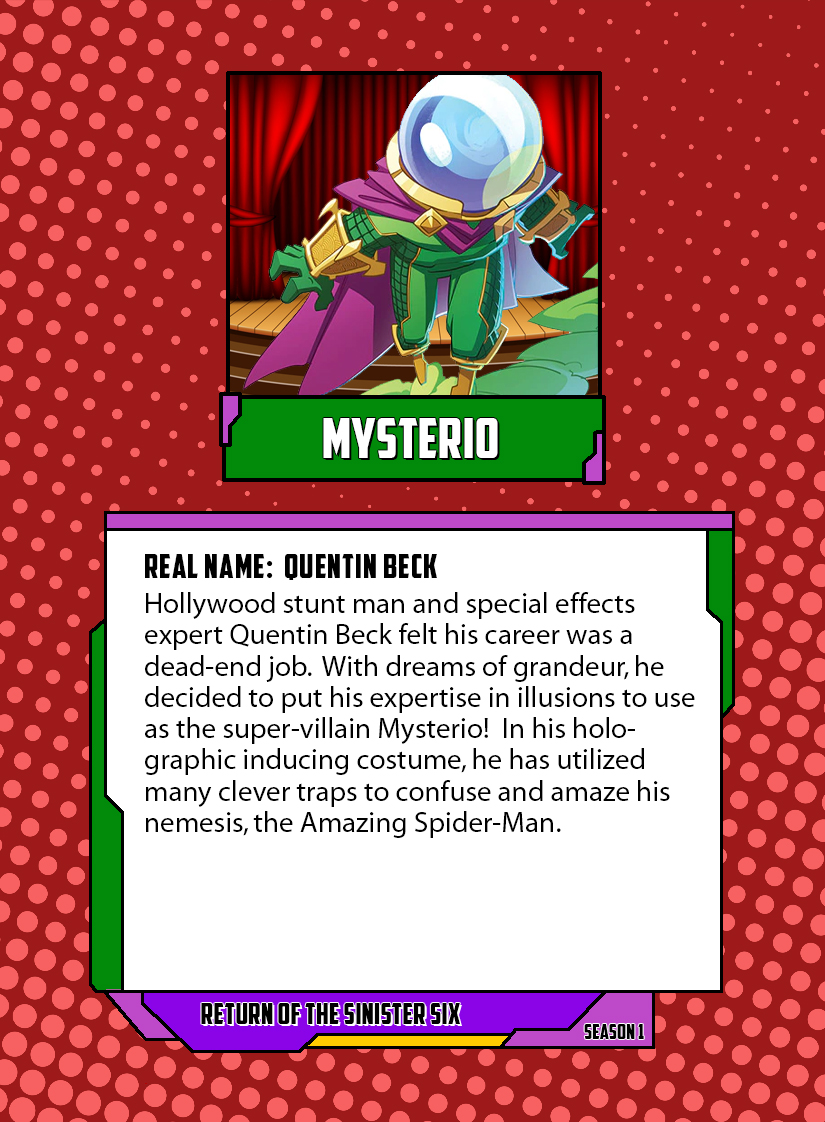 MYSTERIO
REAL NAME: QUENTIN BECK
Hollywood stunt man and special effects
expert Quentin Beck felt his career was a
dead-end job. With dreams of grandeur, he
decided to put his expertise in illusions to use
as the super-villain Mysterio! In his holo-
graphic inducing costume, he has utilized
many clever traps to confuse and amaze his
nemesis, the Amazing Spider-Man.
RETURN OF THE SINISTER SIX
SEASON 1